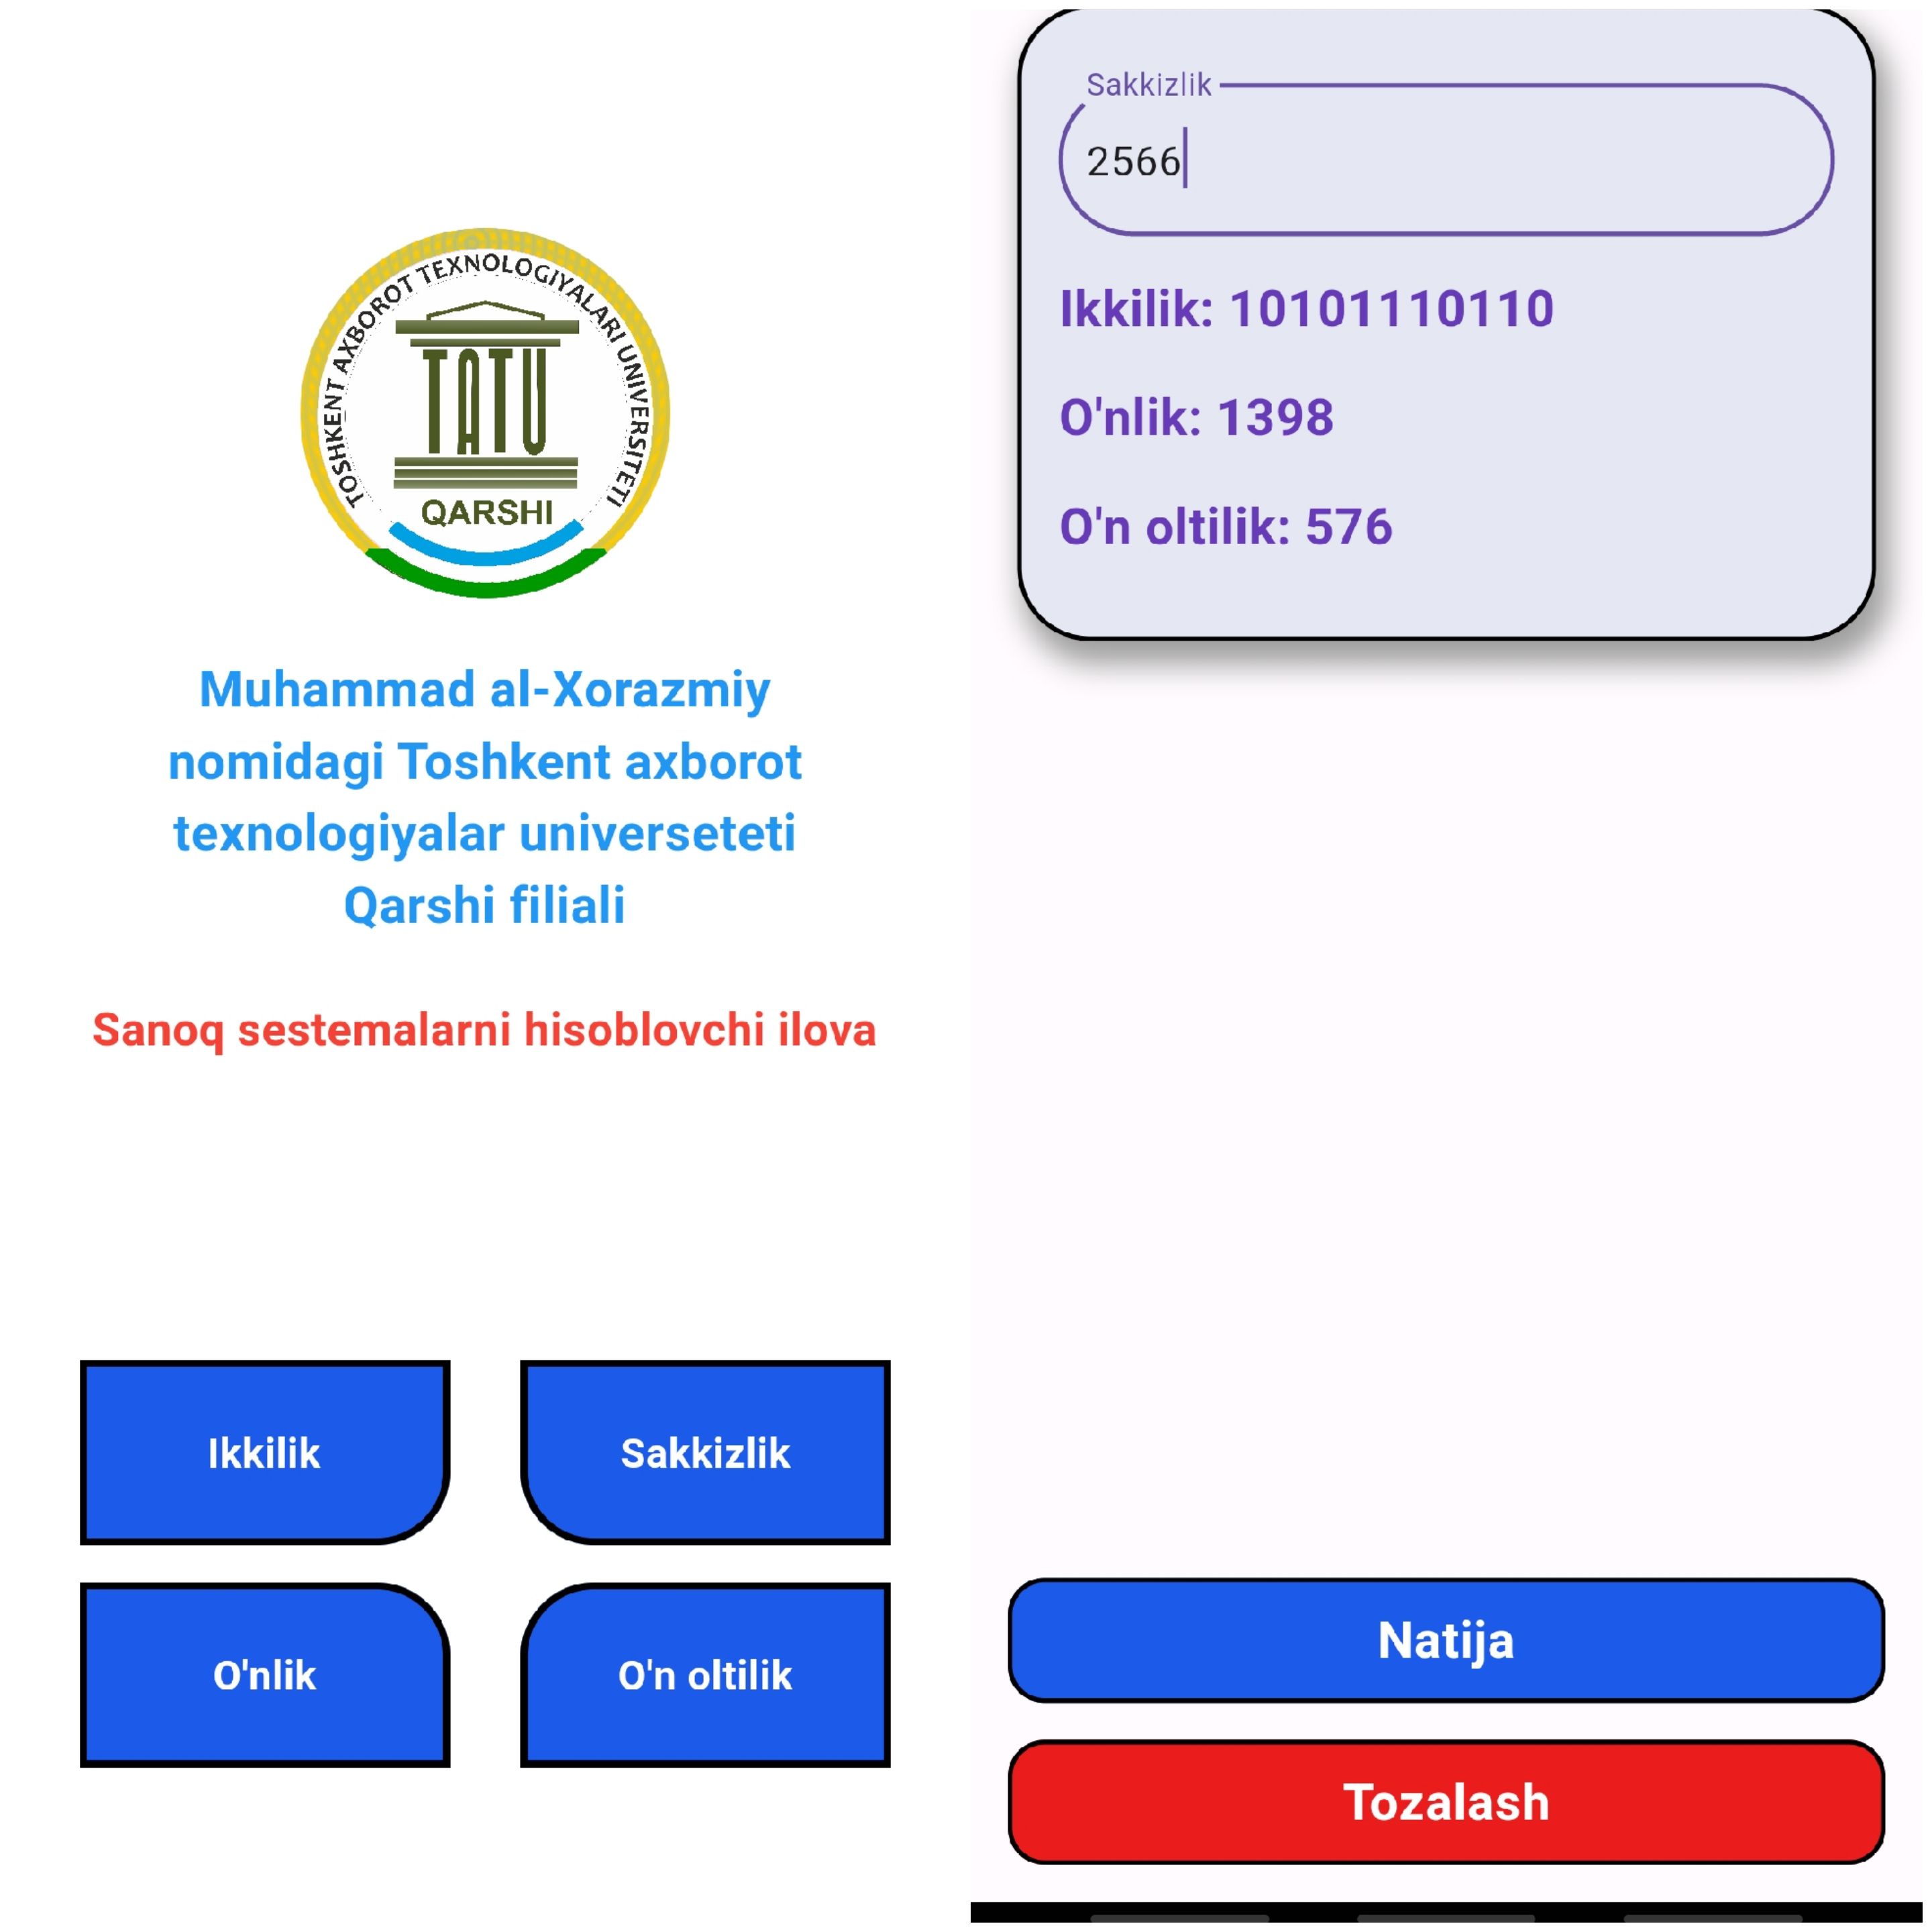 TOSHKENT AXBOROT TEXNOLOGIYALARI UNIVERSITETI
TATU
QARSHI
Muhammad al-Xorazmiy
nomidagi Toshkent axborot
texnologiyalar universeteti
Qarshi filiali
Sanoq sestemalarni hisoblovchi ilova
Ikkilik
Sakkizlik
O'nlik
O'n oltilik
Sakkizlik
2566
Ikkilik: 10101110110
O'nlik: 1398
O'n oltilik: 576
Natija
Tozalash